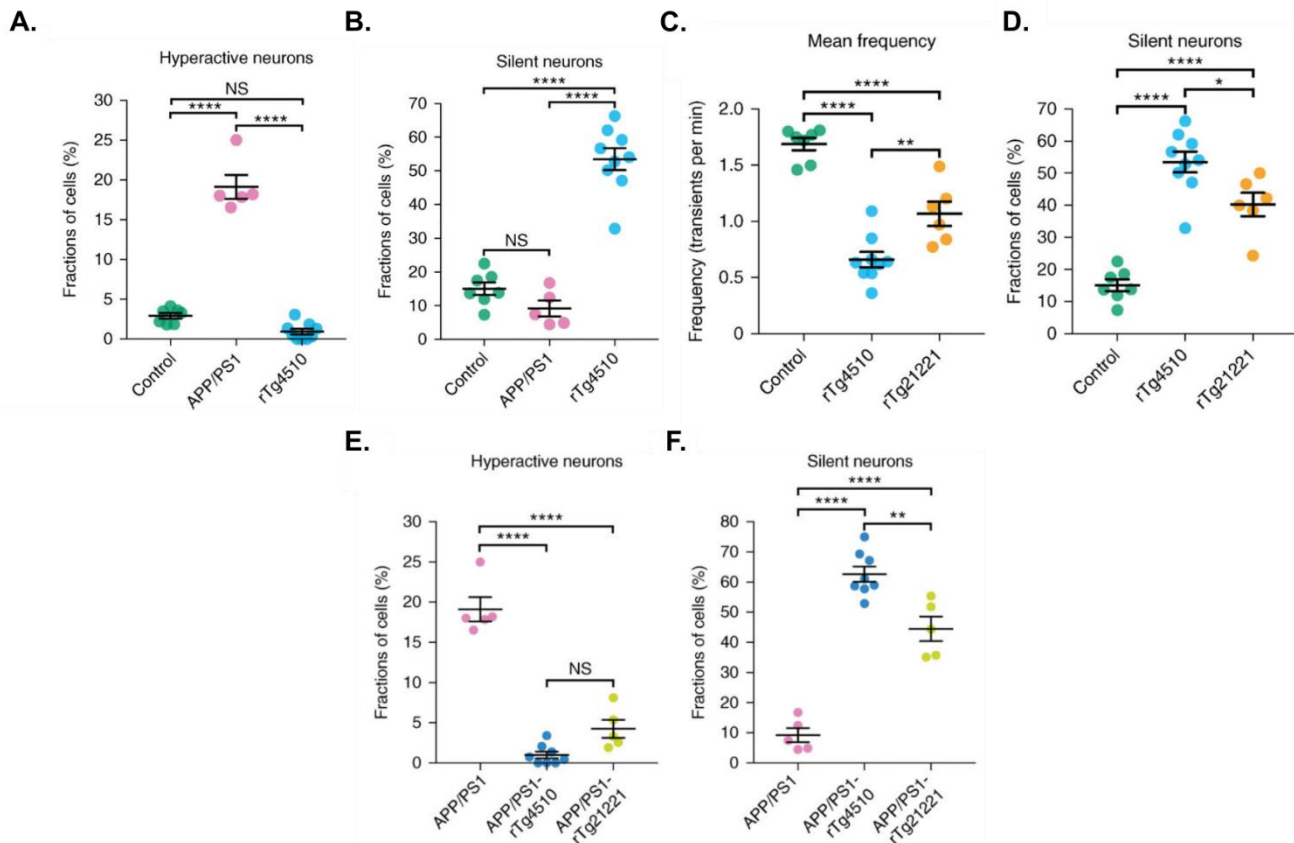 A.
Hyperactive neurons
NS
****
****
Fractions of cells (%)
30
25
20
15
10
5
0
Control
APP/PS1
rTg4510
B.
Silent neurons
****
****
NS
Fractions of cells (%)
70
60
50
40
30
20
10
0
Control
APP/PS1
rTg4510
C.
Mean frequency
****
****
**
Frequency (transients per min)
2.0
1.5
1.0
0.5
0
Control
rTg4510
rTg21221
D.
Silent neurons
****
****
*
Fractions of cells (%)
70
60
50
40
30
20
10
0
Control
rTg4510
rTg21221
E.
Hyperactive neurons
****
****
NS
Fractions of cells (%)
30
25
20
15
10
5
0
APP/PS1
APP/PS1-
rTg4510
APP/PS1-
rTg21221
F.
Silent neurons
****
****
**
Fractions of cells (%)
80
70
60
50
40
30
20
10
0
APP/PS1
APP/PS1-
rTg4510
APP/PS1-
rTg21221